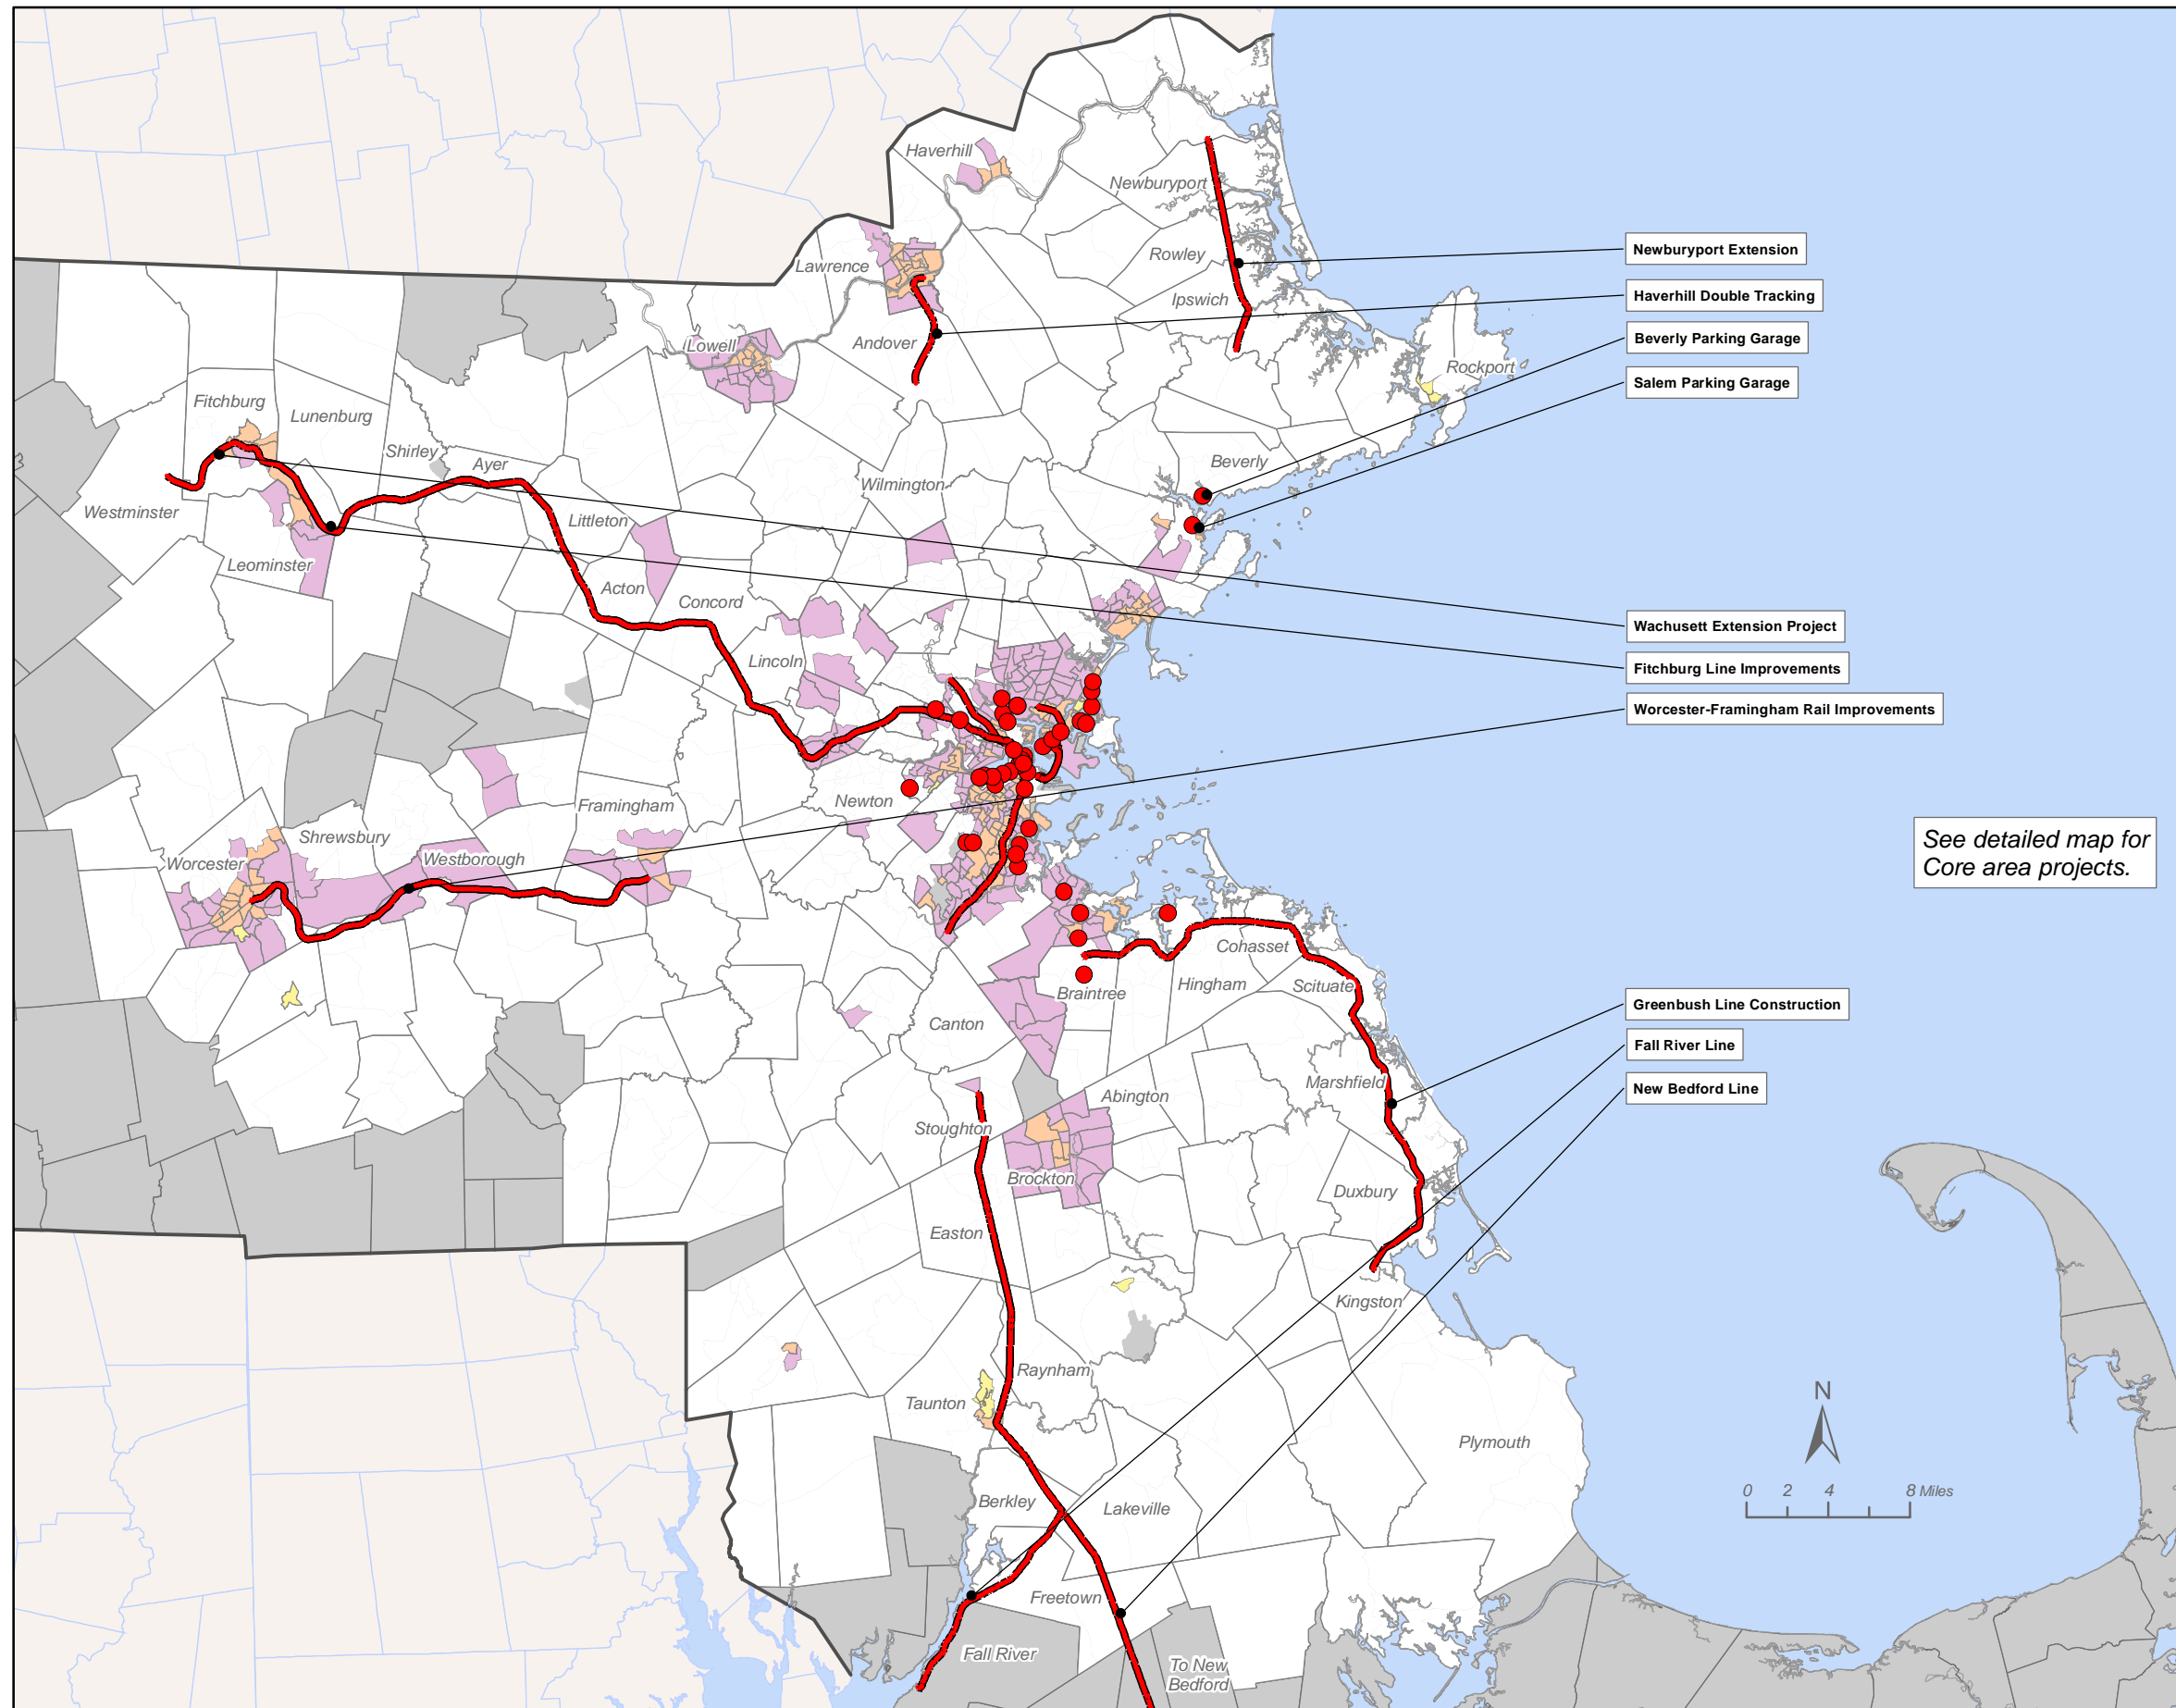 Haverhill
Newburyport
Newburyport Extension
Rowley
Lawrence
Ipswich
Haverhill Double Tracking
Beverly Parking Garage
Andover
Lowell
Rockport
Salem Parking Garage
Fitchburg
Lunenburg
Shirley
Ayer
Beverly
Wilmington
Westminster
Littleton
Leominster
Acton
Concord
Wachusett Extension Project
Lincoln
Fitchburg Line Improvements
Worcester-Framingham Rail Improvements
Newton
Framingham
Shrewsbury
See detailed map for
Core area projects.
Westborough
Worcester
Cohasset
Hingham
Scituate
Braintree
Greenbush Line Construction
Canton
Fall River Line
Marshfield
New Bedford Line
Abington
Stoughton
Brockton
Duxbury
Easton
Kingston
Raynham
N
Taunton
Plymouth
0 2 4 8 Miles
Berkley
Lakeville
Freetown
Fall River
To New
Bedford